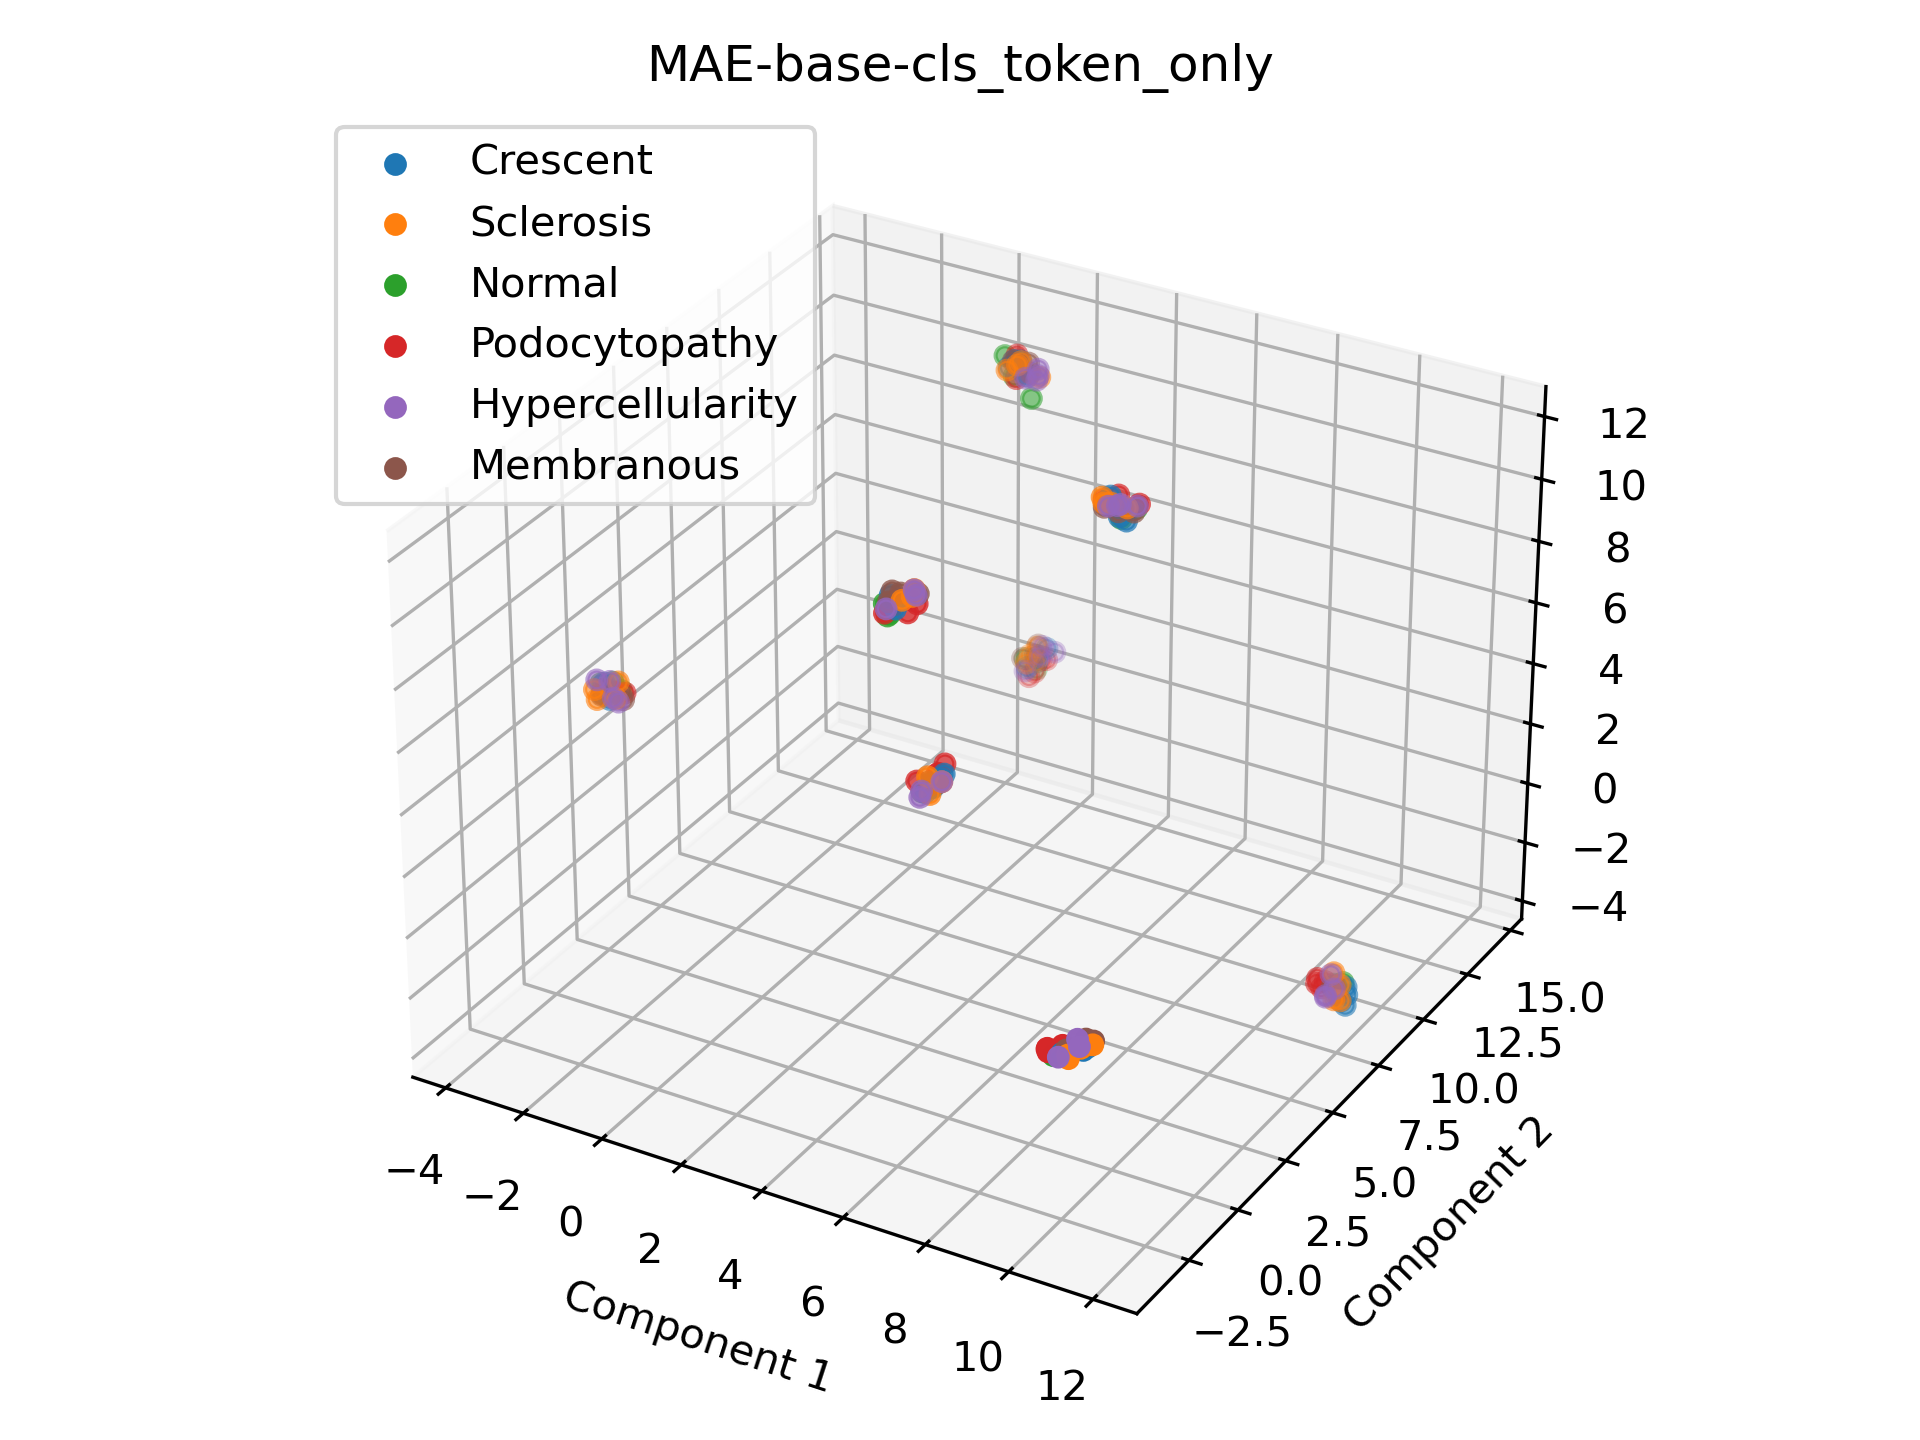 MAE-base-cls_token_only
Crescent
Sclerosis
Normal
Podocytopathy
Hypercellularity
Membranous
12
10
8
6
4
2
0
−2
−4
15.0
12.5
10.0
7.5
5.0
2.5
0.0
−2.5
Component 2
−4
−2
0
2
4
6
8
10
12
Component 1